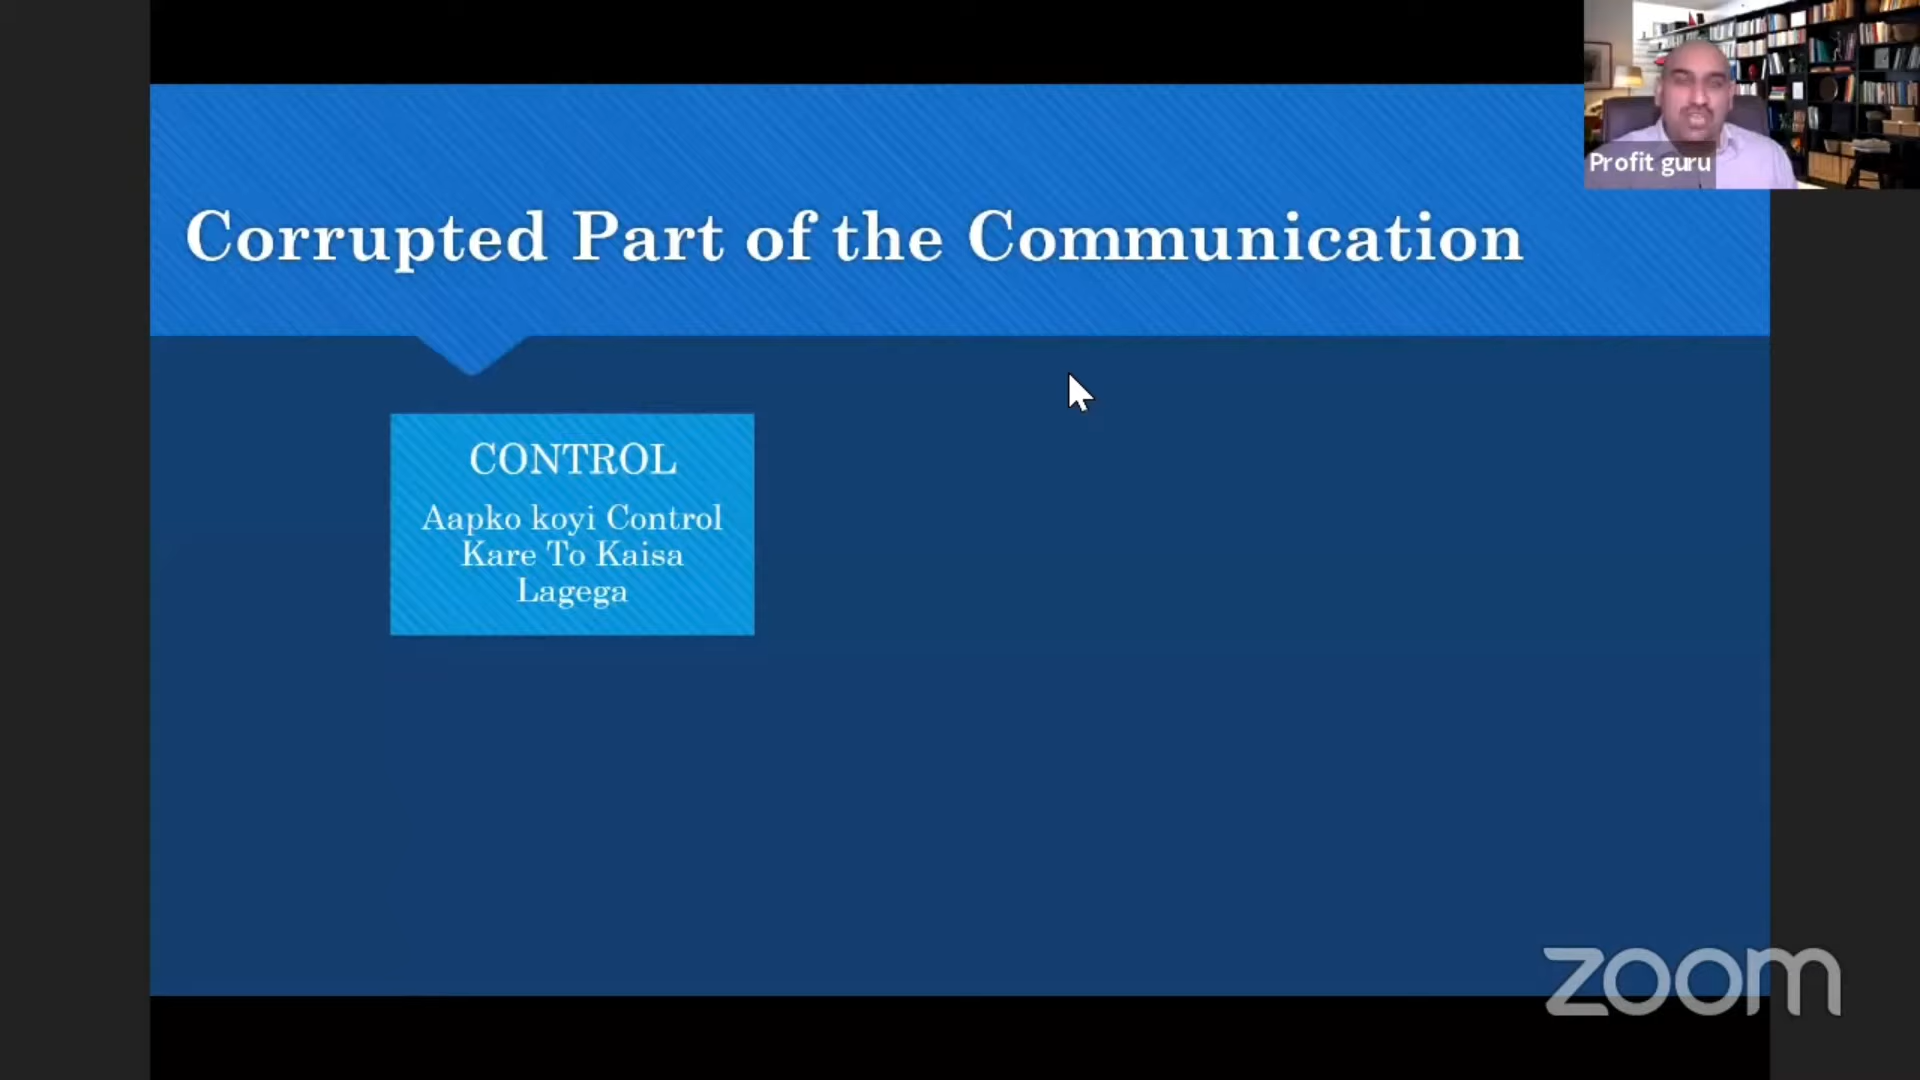 Profit guru
Corrupted Part of the Communication
CONTROL
Aapko koyi Control
Kare To Kaisa
Lagega
zoom